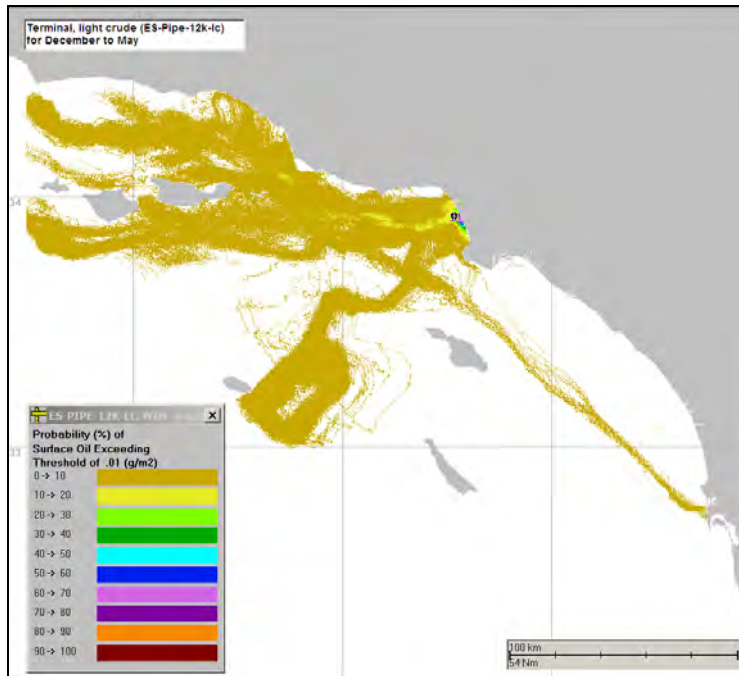 Terminal, light crude (ES-Pipe-12k-lc)
for December to May
34
33
Probability (%) of
Surface Oil Exceeding
Threshold of .01 (g/m2)
0 -> 10
10 -> 20
20 -> 30
30 -> 40
40 -> 50
50 -> 60
60 -> 70
70 -> 80
80 -> 90
90 -> 100
100 km
54 Nm